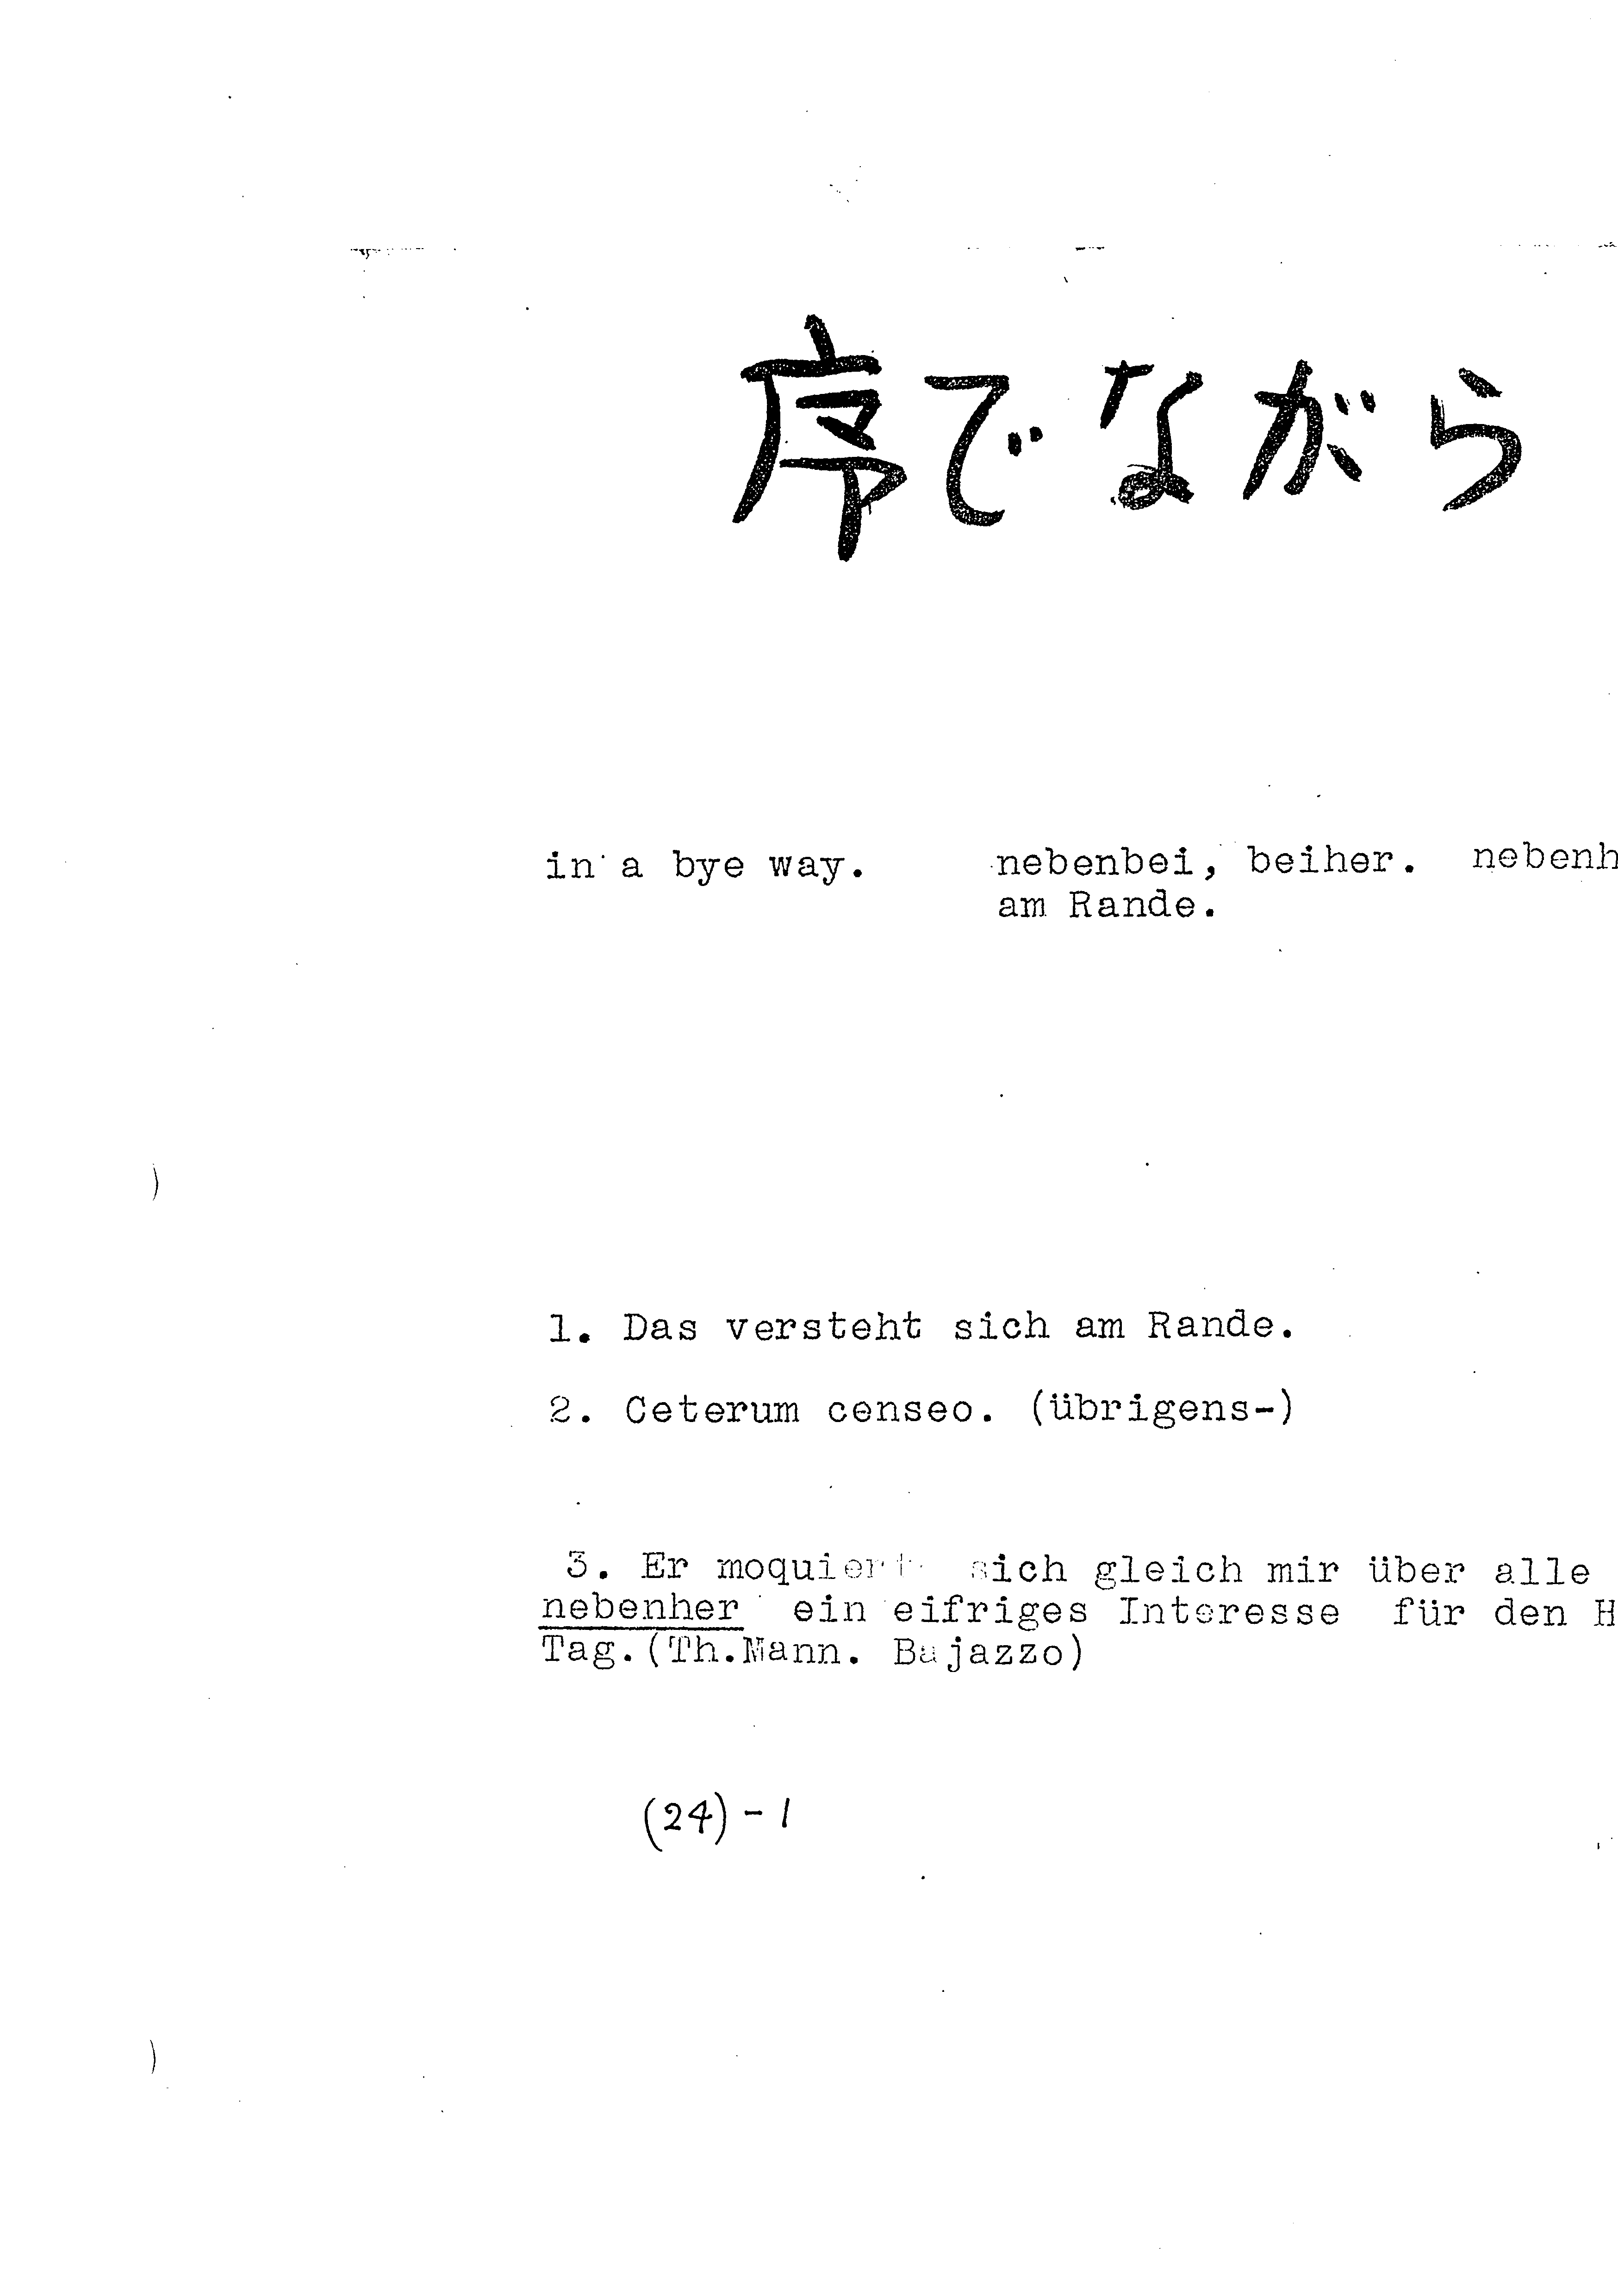 序でながら
in a bye way. nebenbei, beiher. nebenh
am Rande.
1. Das versteht sich am Rande.
2. Ceterum censeo. (übrigens-)
3. Er moquierte sich gleich mir über alle
nebenher ein eifriges Interesse für den H
Tag.(Th.Mann. Bajazzo)
(24)-1